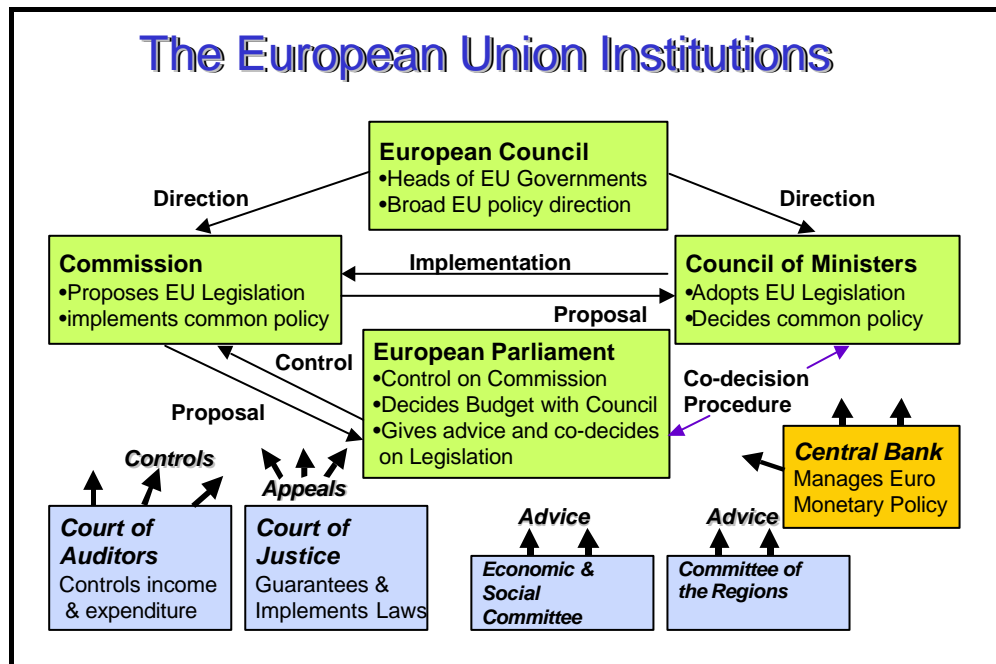 The European Union Institutions
European Council
•Heads of EU Governments
•Broad EU policy direction
Direction
Direction
Commission
•Proposes EU Legislation
•implements common policy
Implementation
Proposal
Council of Ministers
•Adopts EU Legislation
•Decides common policy
Control
Proposal
European Parliament
•Control on Commission
•Decides Budget with Council
•Gives advice and co-decides
on Legislation
Co-decision
Procedure
Controls
Appeals
Central Bank
Manages Euro
Monetary Policy
Court of
Auditors
Controls income
& expenditure
Court of
Justice
Guarantees &
Implements Laws
Advice
Economic &
Social
Committee
Advice
Committee of
the Regions